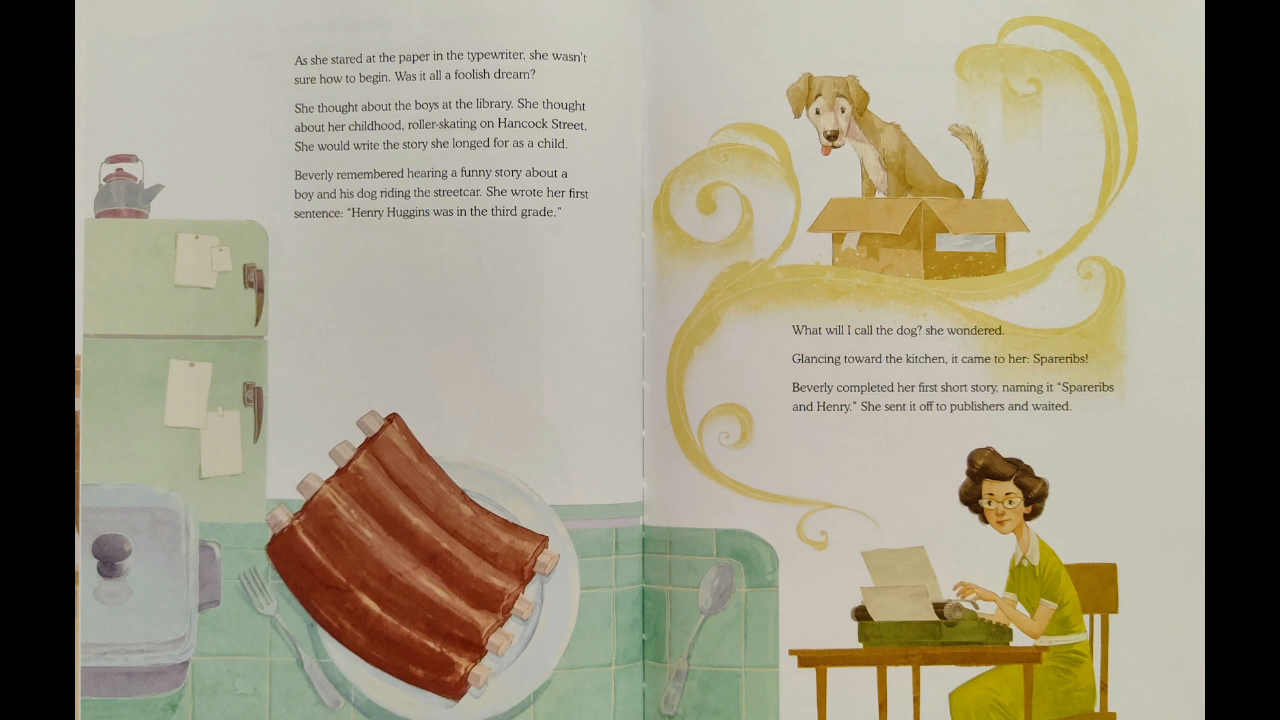 As she stared at the paper in the typewriter, she wasn't
sure how to begin. Was it all a foolish dream?
She thought about the boys at the library. She thought
about her childhood, roller-skating on Hancock Street.
She would write the story she longed for as a child.
Beverly remembered hearing a funny story about a
boy and his dog riding the streetcar. She wrote her first
sentence: “Henry Huggins was in the third grade.”
What will I call the dog? she wondered.
Glancing toward the kitchen, it came to her: Spareribs!
Beverly completed her first short story, naming it “Spareribs
and Henry.” She sent it off to publishers and waited.